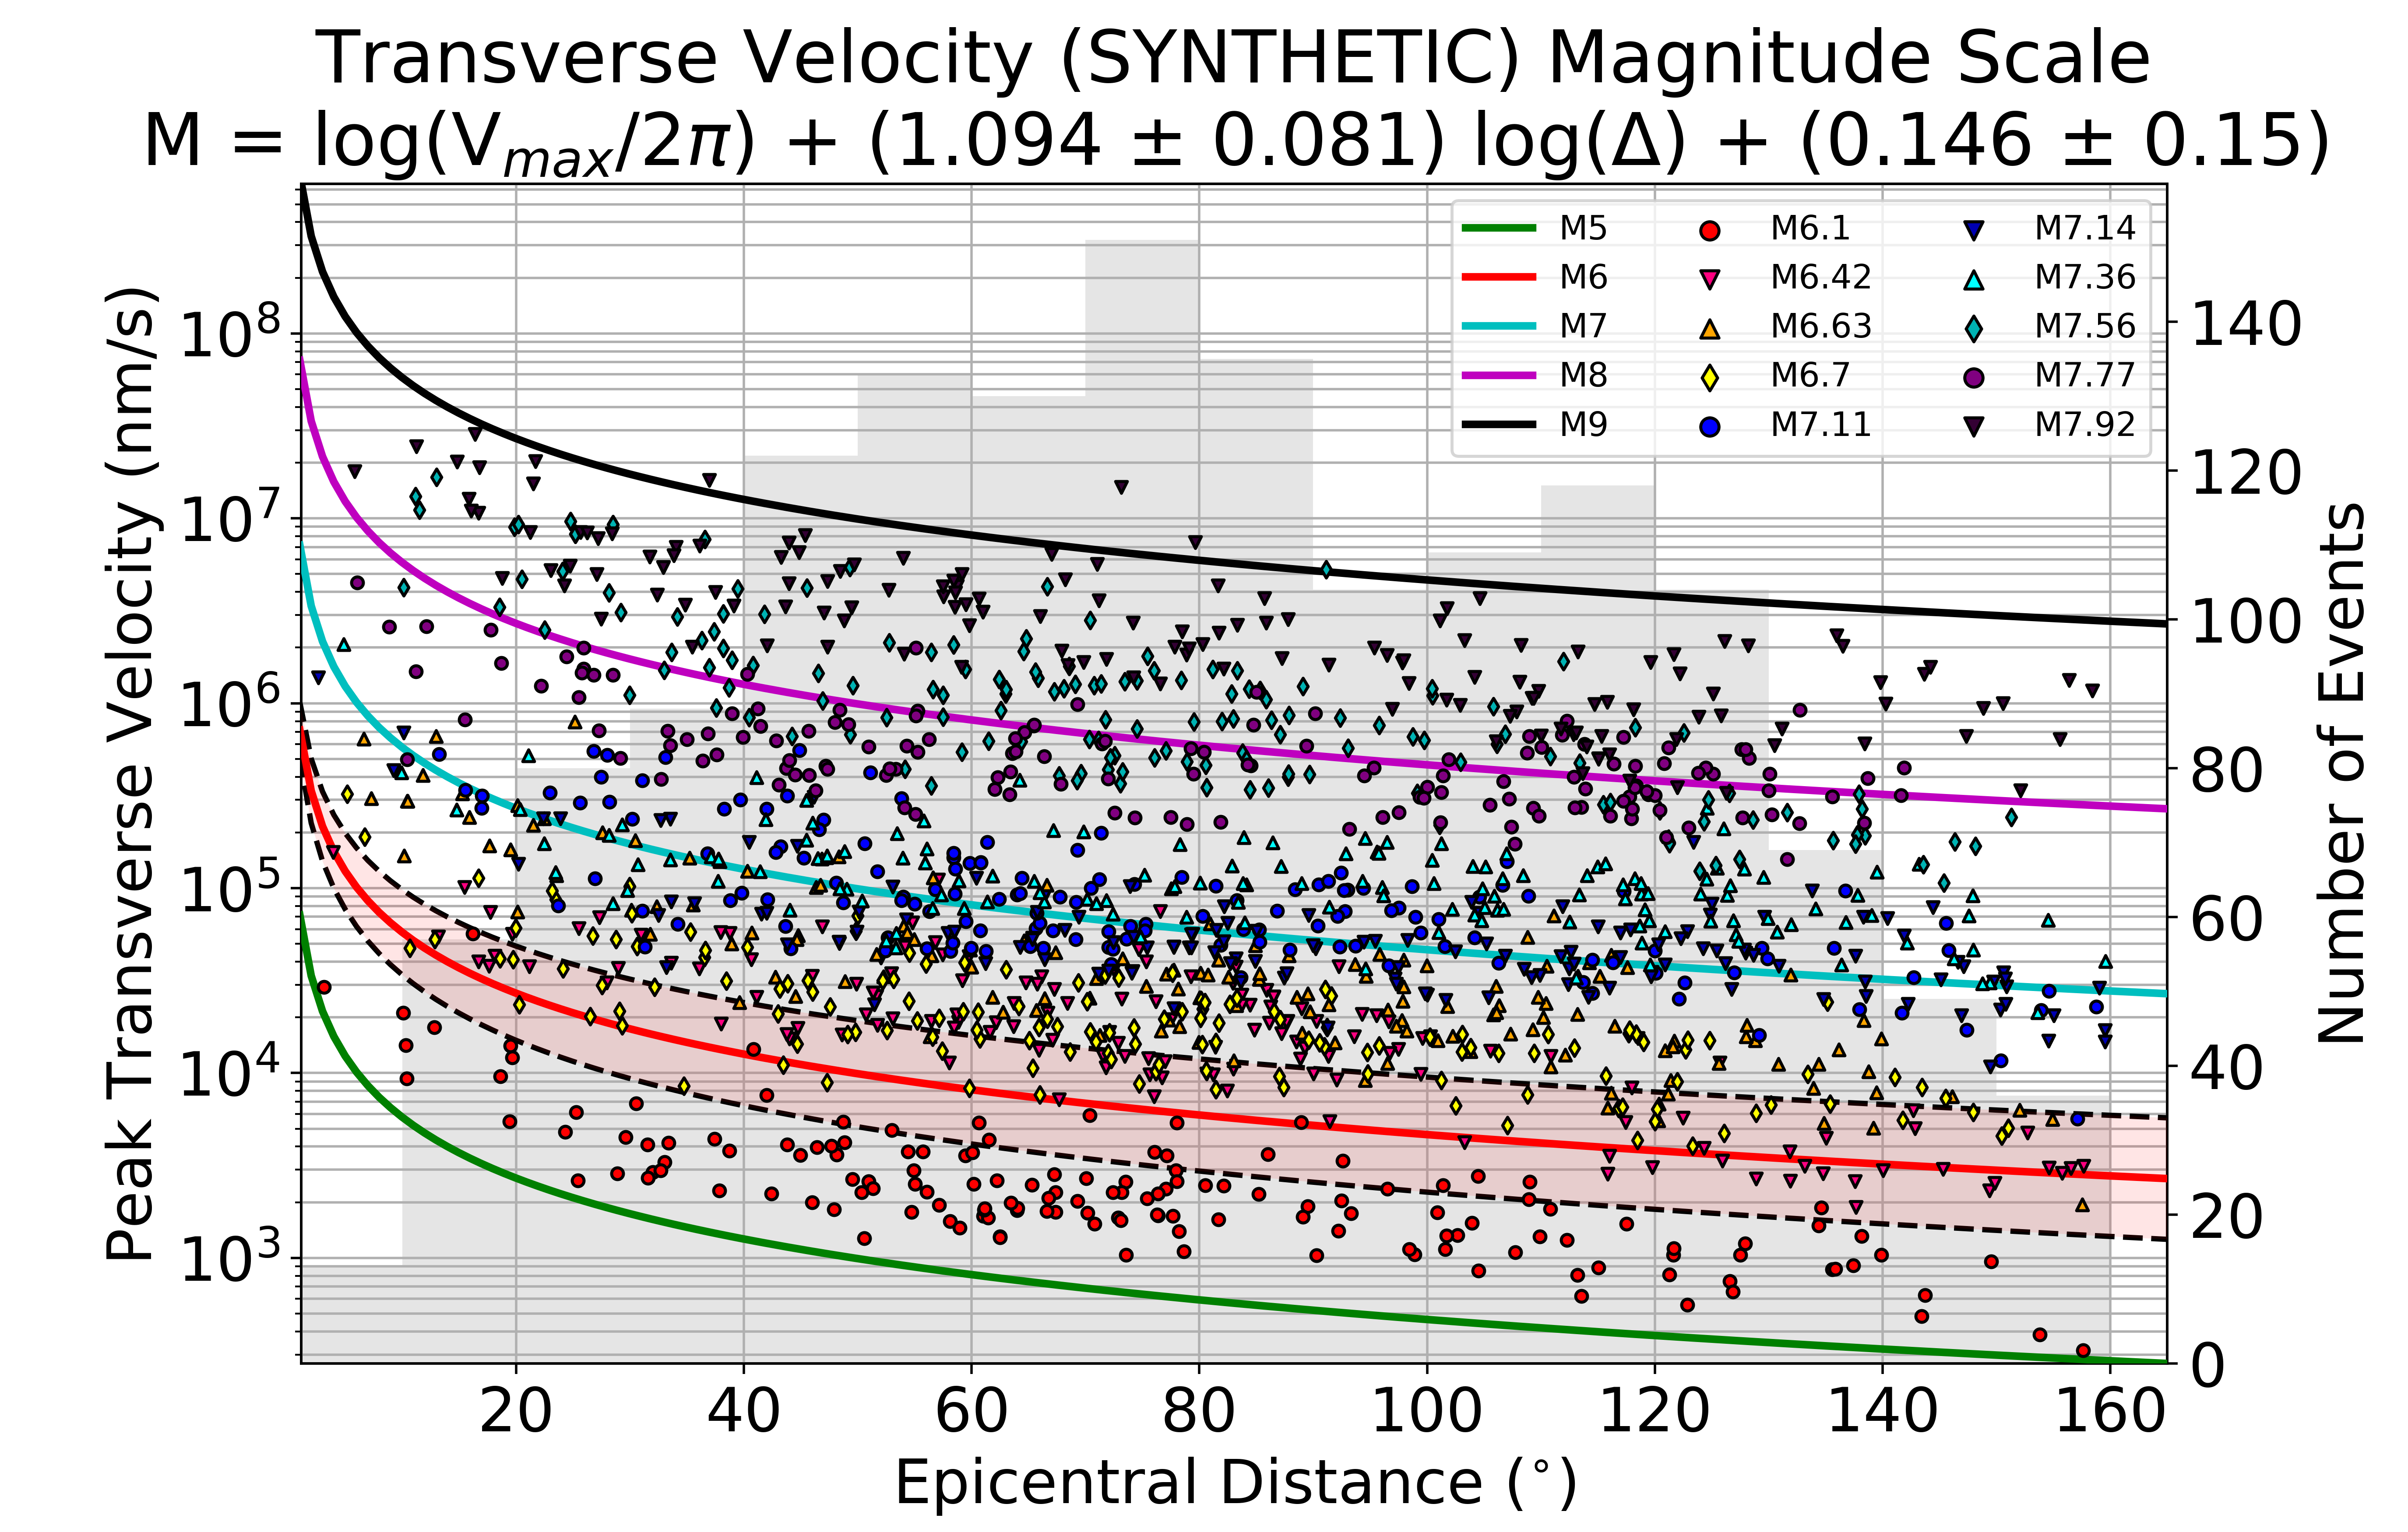 Transverse Velocity (SYNTHETIC) Magnitude Scale
M = log(V_max/2π) + (1.094 ± 0.081) log(Δ) + (0.146 ± 0.15)
Peak Transverse Velocity (nm/s)
10^8
10^7
10^6
10^5
10^4
10^3
M5 M6.1 M7.14
M6 M6.42 M7.36
M7 M6.63 M7.56
M8 M6.7 M7.77
M9 M7.11 M7.92
140
120
100
80
60
40
20
0
Number of Events
20 40 60 80 100 120 140 160
Epicentral Distance (°)